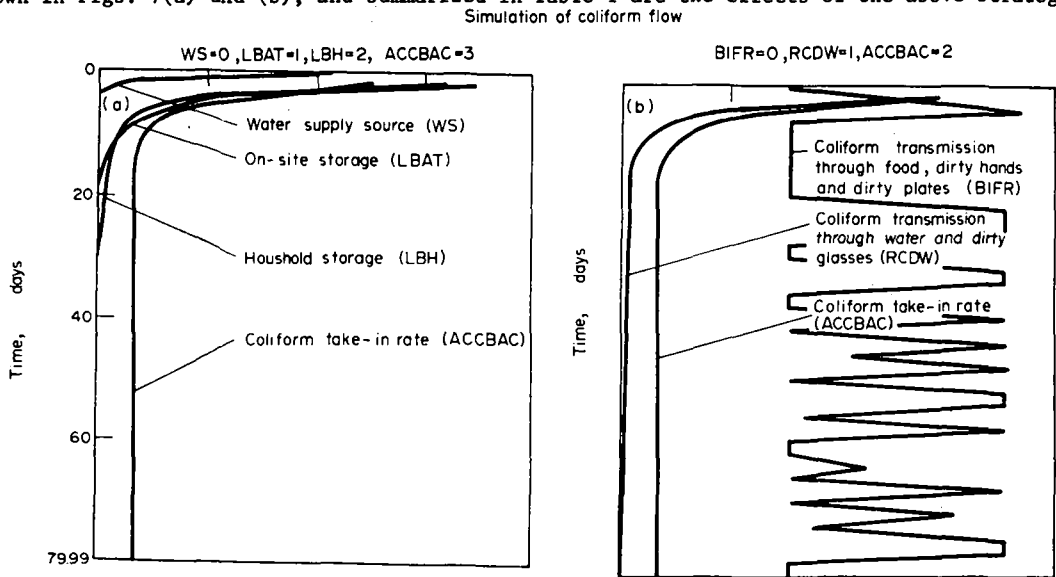 own in Figs. 7(a) and (b), and summarized in Table 1 are two effects of the above strateg
Simulation of coliform flow
WS=0, LBAT=1, LBH=2, ACCBAC=3
0
(a)
Water supply source (WS)
On-site storage (LBAT)
20
Houshold storage (LBH)
40
Coliform take-in rate (ACCBAC)
60
79.99
Time, days
BIFR=0, RCDW=1, ACCBAC=2
(b)
Coliform transmission
through food, dirty hands
and dirty plates (BIFR)
Coliform transmission
through water and dirty
glasses (RCDW)
Coliform take-in rate
(ACCBAC)
Time, days